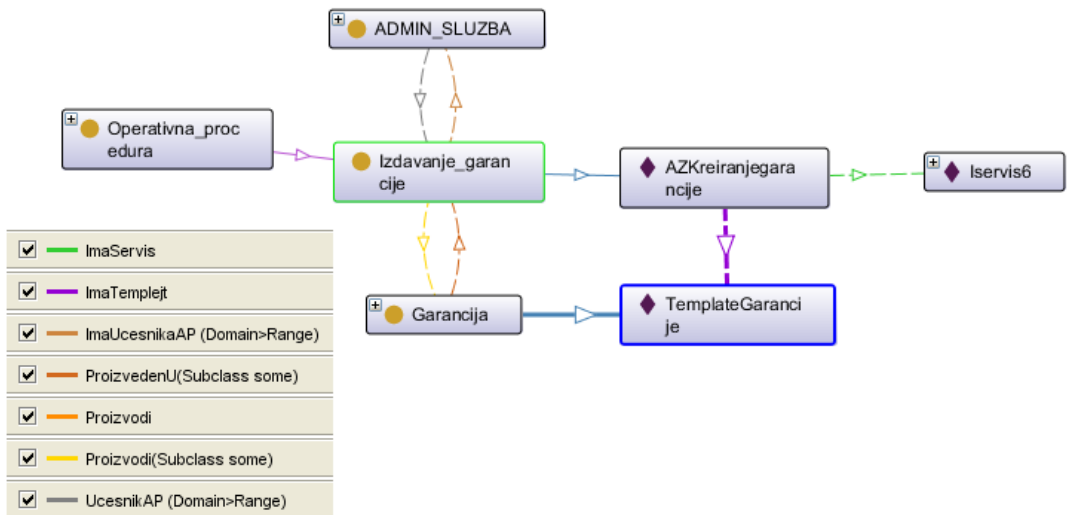 ADMIN_SLUZBA
Operativna_proc
edura
Izdavanje_garan
cije
AZKreiranjegara
ncije
Iservis6
Garancija
TemplateGaranci
je
ImaServis
ImaTemplejt
ImaUcesnikaAP (Domain>Range)
ProizvedenU(Subclass some)
Proizvodi
Proizvodi(Subclass some)
UcesnikAP (Domain>Range)